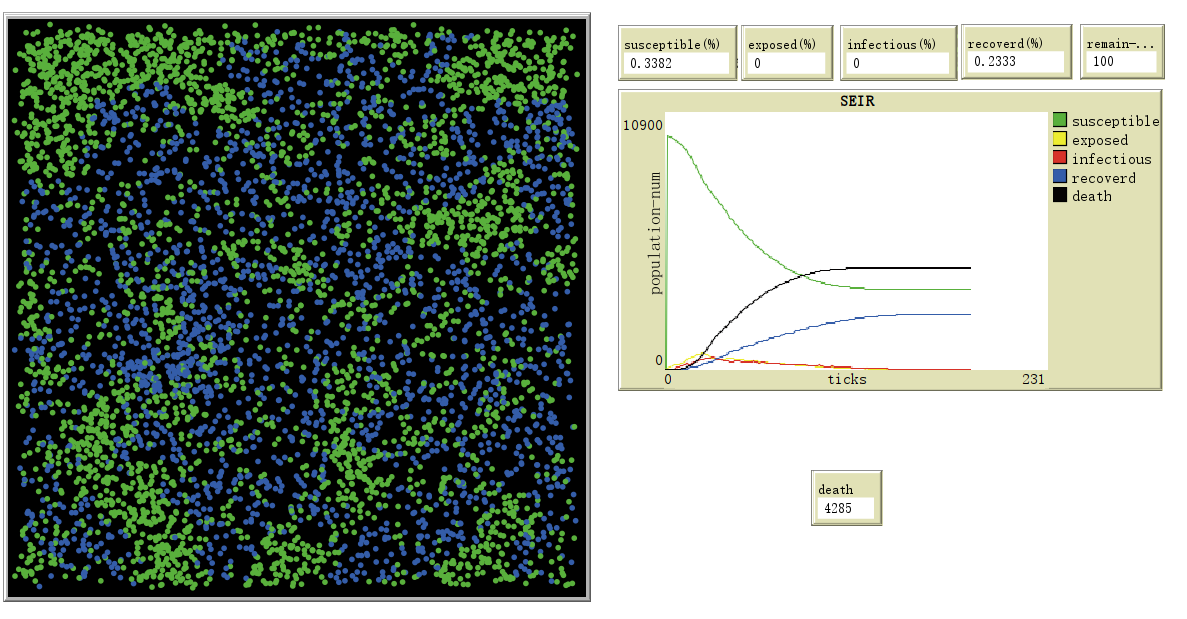 susceptible(%)
0.3382
exposed(%)
0
infectious(%)
0
recoverd(%)
0.2333
remain-...
100
SEIR
10900
population-num
0
0
ticks
231
susceptible
exposed
infectious
recoverd
death
death
4285